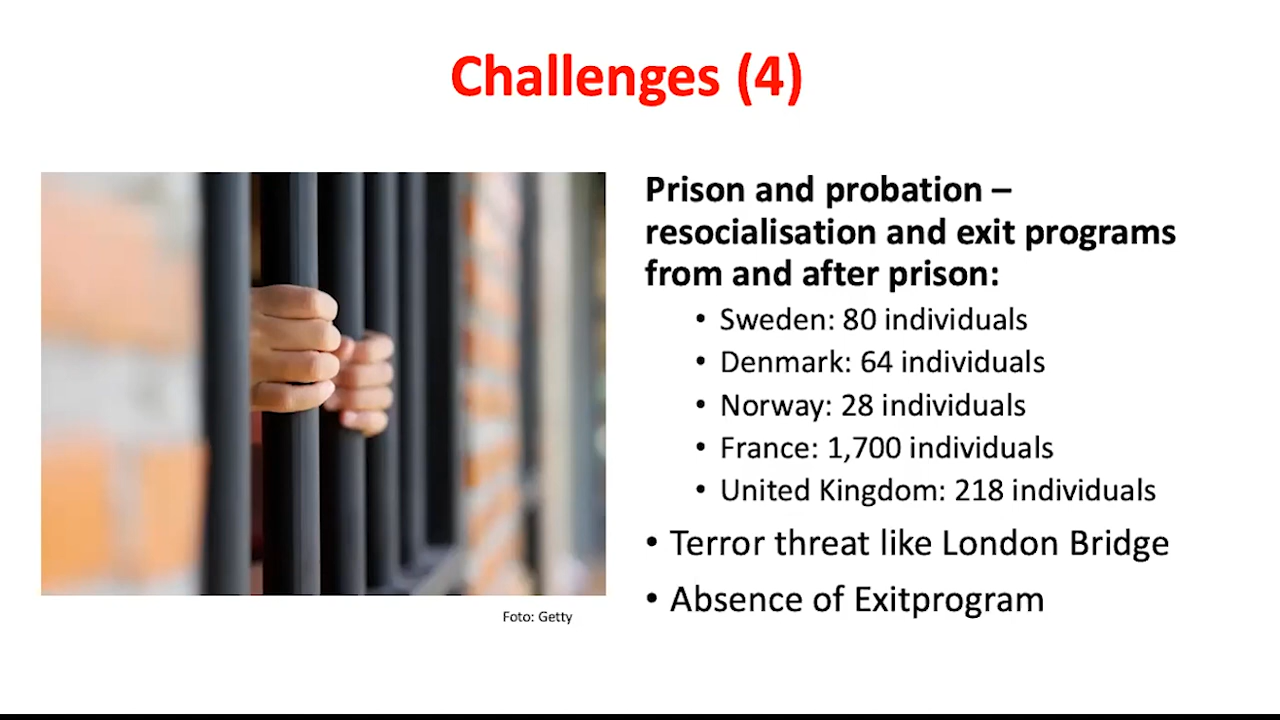 Challenges (4)
Prison and probation –
resocialisation and exit programs
from and after prison:
• Sweden: 80 individuals
• Denmark: 64 individuals
• Norway: 28 individuals
• France: 1,700 individuals
• United Kingdom: 218 individuals
• Terror threat like London Bridge
• Absence of Exitprogram
Foto: Getty